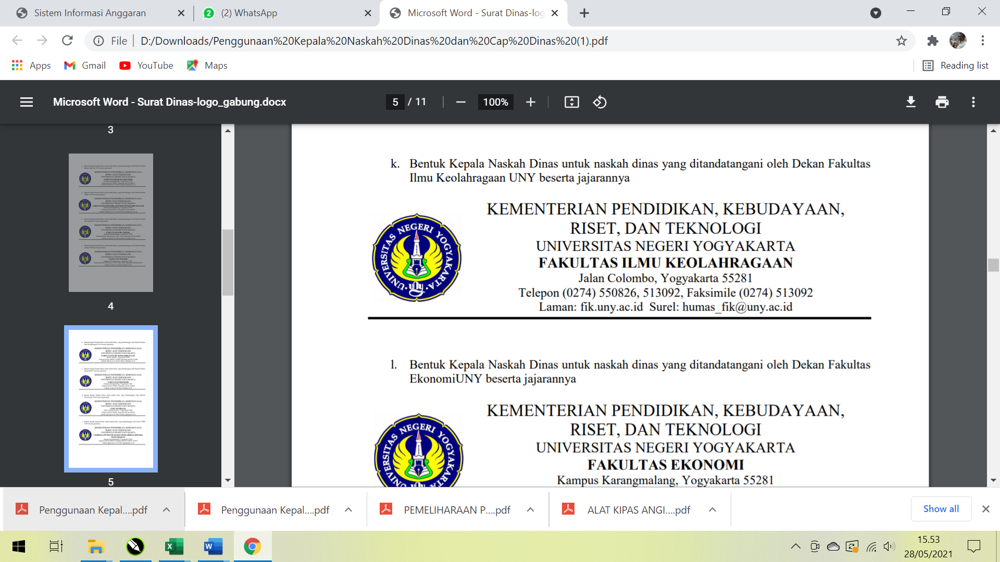 Sistem Informasi Anggaran
(2) WhatsApp
Microsoft Word - Surat Dinas-log
File
D:/Downloads/Penggunaan%20Kepala%20Naskah%20Dinas%20dan%20Cap%20Dinas%20(1).pdf
Apps
Gmail
YouTube
Maps
Reading list
Microsoft Word - Surat Dinas-logo_gabung.docx
5 / 11
100%
3
4
5
k. Bentuk Kepala Naskah Dinas untuk naskah dinas yang ditandatangani oleh Dekan Fakultas
Ilmu Keolahragaan UNY beserta jajarannya
UNIVERSITAS NEGERI YOGYAKARTA
KEMENTERIAN PENDIDIKAN, KEBUDAYAAN,
RISET, DAN TEKNOLOGI
UNIVERSITAS NEGERI YOGYAKARTA
FAKULTAS ILMU KEOLAHRAGAAN
Jalan Colombo, Yogyakarta 55281
Telepon (0274) 550826, 513092, Faksimile (0274) 513092
Laman: fik.uny.ac.id Surel: humas_fik@uny.ac.id
l. Bentuk Kepala Naskah Dinas untuk naskah dinas yang ditandatangani oleh Dekan Fakultas
EkonomiUNY beserta jajarannya
UNIVERSITAS NEGERI YOGYAKARTA
KEMENTERIAN PENDIDIKAN, KEBUDAYAAN,
RISET, DAN TEKNOLOGI
UNIVERSITAS NEGERI YOGYAKARTA
FAKULTAS EKONOMI
Kampus Karangmalang, Yogyakarta 55281
Penggunaan Kepal....pdf
Penggunaan Kepal....pdf
PEMELIHARAAN P....pdf
ALAT KIPAS ANGI....pdf
Show all
15.53
28/05/2021